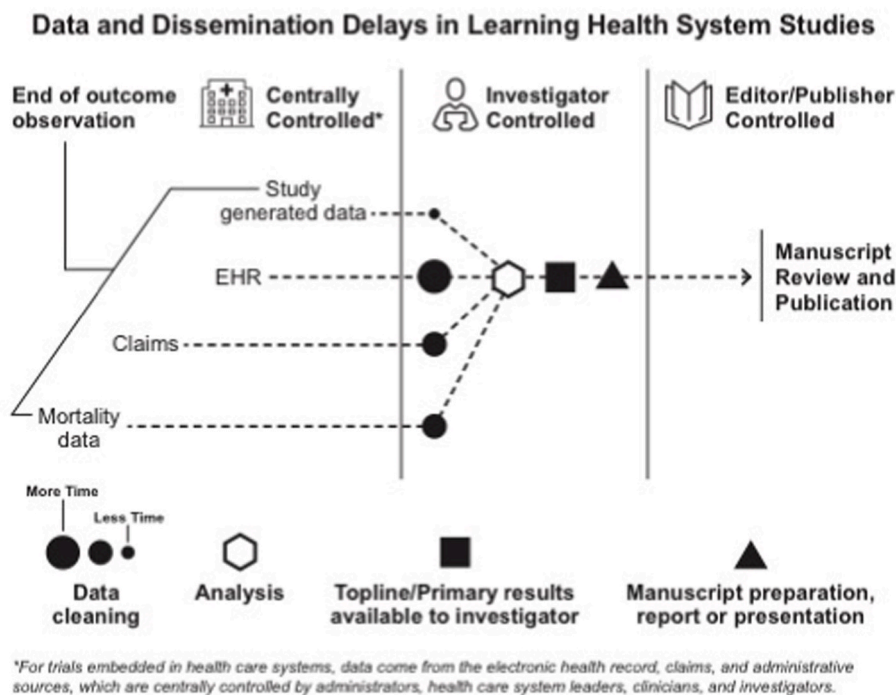 Data and Dissemination Delays in Learning Health System Studies
End of outcome
observation
Centrally
Controlled*
Investigator
Controlled
Editor/Publisher
Controlled
Study
generated data
EHR
Claims
Mortality
data
Manuscript
Review and
Publication
More Time
Less Time
Data
cleaning
Analysis
Topline/Primary results
available to investigator
Manuscript preparation,
report or presentation
*For trials embedded in health care systems, data come from the electronic health record, claims, and administrative
sources, which are centrally controlled by administrators, health care system leaders, clinicians, and investigators.